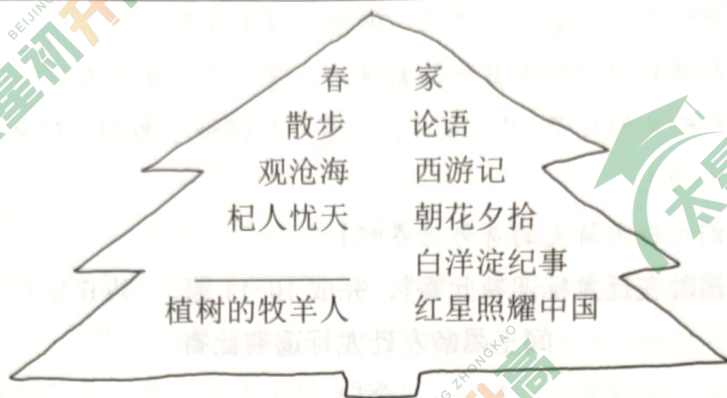 春 家
散步 论语
观沧海 西游记
杞人忧天 朝花夕拾
白洋淀纪事
植树的牧羊人 红星照耀中国